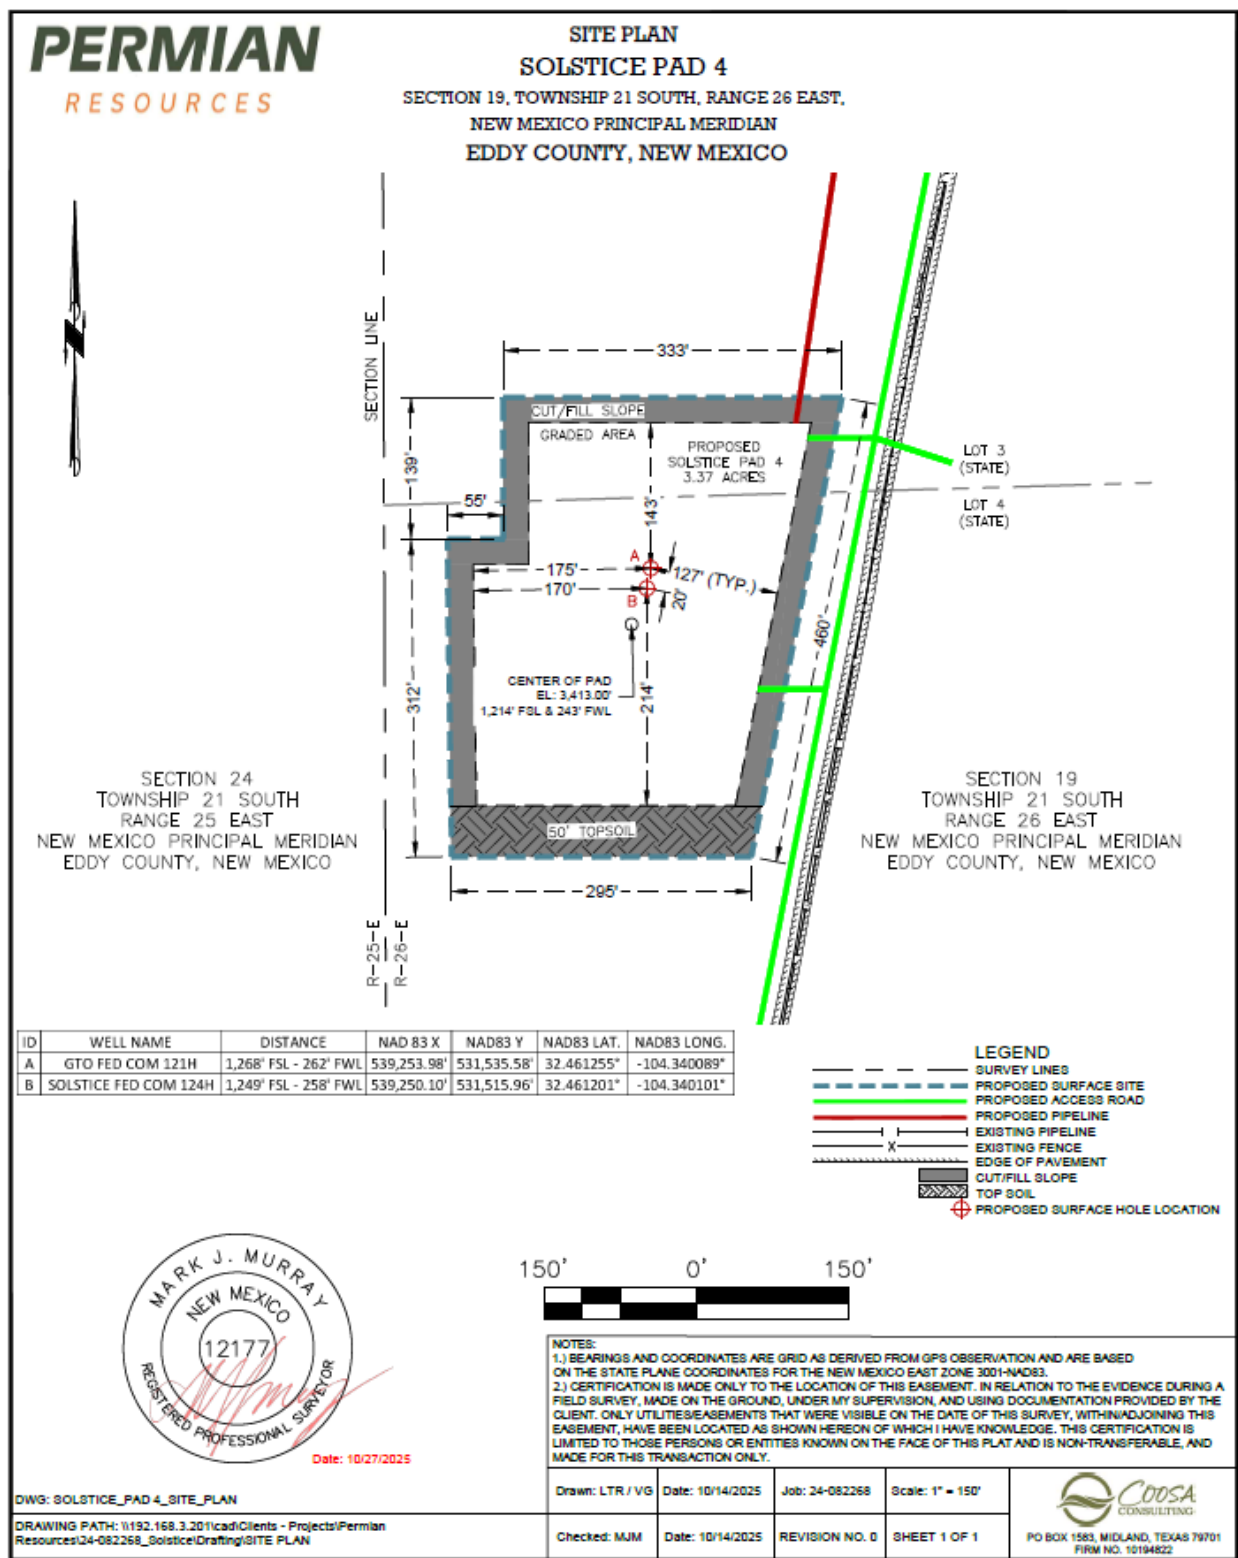 PERMIAN
RESOURCES
SITE PLAN
SOLSTICE PAD 4
SECTION 19, TOWNSHIP 21 SOUTH, RANGE 26 EAST,
NEW MEXICO PRINCIPAL MERIDIAN
EDDY COUNTY, NEW MEXICO
N
SECTION LINE
333'
CUT/FILL SLOPE
GRADED AREA
PROPOSED
SOLSTICE PAD 4
3.37 ACRES
139'
55'
143'
LOT 3
(STATE)
LOT 4
(STATE)
A
175'
127' (TYP.)
170'
B
20'
460'
CENTER OF PAD
EL: 3,413.00'
1,214' FSL & 243' FWL
214'
312'
SECTION 24
TOWNSHIP 21 SOUTH
RANGE 25 EAST
NEW MEXICO PRINCIPAL MERIDIAN
EDDY COUNTY, NEW MEXICO
SECTION 19
TOWNSHIP 21 SOUTH
RANGE 26 EAST
NEW MEXICO PRINCIPAL MERIDIAN
EDDY COUNTY, NEW MEXICO
50' TOPSOIL
295'
R-25-E
R-26-E
ID WELL NAME DISTANCE NAD 83 X NAD83 Y NAD83 LAT. NAD83 LONG.
A GTO FED COM 121H 1,268' FSL - 262' FWL 539,253.98' 531,535.58' 32.461255° -104.340089°
B SOLSTICE FED COM 124H 1,249' FSL - 258' FWL 539,250.10' 531,515.96' 32.461201° -104.340101°
LEGEND
SURVEY LINES
PROPOSED SURFACE SITE
PROPOSED ACCESS ROAD
PROPOSED PIPELINE
EXISTING PIPELINE
X EXISTING FENCE
EDGE OF PAVEMENT
CUT/FILL SLOPE
TOP SOIL
PROPOSED SURFACE HOLE LOCATION
150' 0' 150'
MARK J. MURRAY
NEW MEXICO
12177
REGISTERED PROFESSIONAL SURVEYOR
Date: 10/27/2025
NOTES:
1.) BEARINGS AND COORDINATES ARE GRID AS DERIVED FROM GPS OBSERVATION AND ARE BASED
ON THE STATE PLANE COORDINATES FOR THE NEW MEXICO EAST ZONE 3001-NAD83.
2.) CERTIFICATION IS MADE ONLY TO THE LOCATION OF THIS EASEMENT. IN RELATION TO THE EVIDENCE DURING A
FIELD SURVEY, MADE ON THE GROUND, UNDER MY SUPERVISION, AND USING DOCUMENTATION PROVIDED BY THE
CLIENT. ONLY UTILITIES/EASEMENTS THAT WERE VISIBLE ON THE DATE OF THIS SURVEY, WITHIN/ADJOINING THIS
EASEMENT, HAVE BEEN LOCATED AS SHOWN HEREON OF WHICH I HAVE KNOWLEDGE. THIS CERTIFICATION IS
LIMITED TO THOSE PERSONS OR ENTITIES KNOWN ON THE FACE OF THIS PLAT AND IS NON-TRANSFERABLE, AND
MADE FOR THIS TRANSACTION ONLY.
DWG: SOLSTICE_PAD 4_SITE_PLAN
DRAWING PATH: \\192.168.3.201\cad\Clients - Projects\Permian
Resources\24-082268_Solstice\Drafting\SITE PLAN
Drawn: LTR / VG Date: 10/14/2025 Job: 24-082268 Scale: 1" = 150'
Checked: MJM Date: 10/14/2025 REVISION NO. 0 SHEET 1 OF 1
COOSA
CONSULTING
PO BOX 1583, MIDLAND, TEXAS 79701
FIRM NO. 10194822